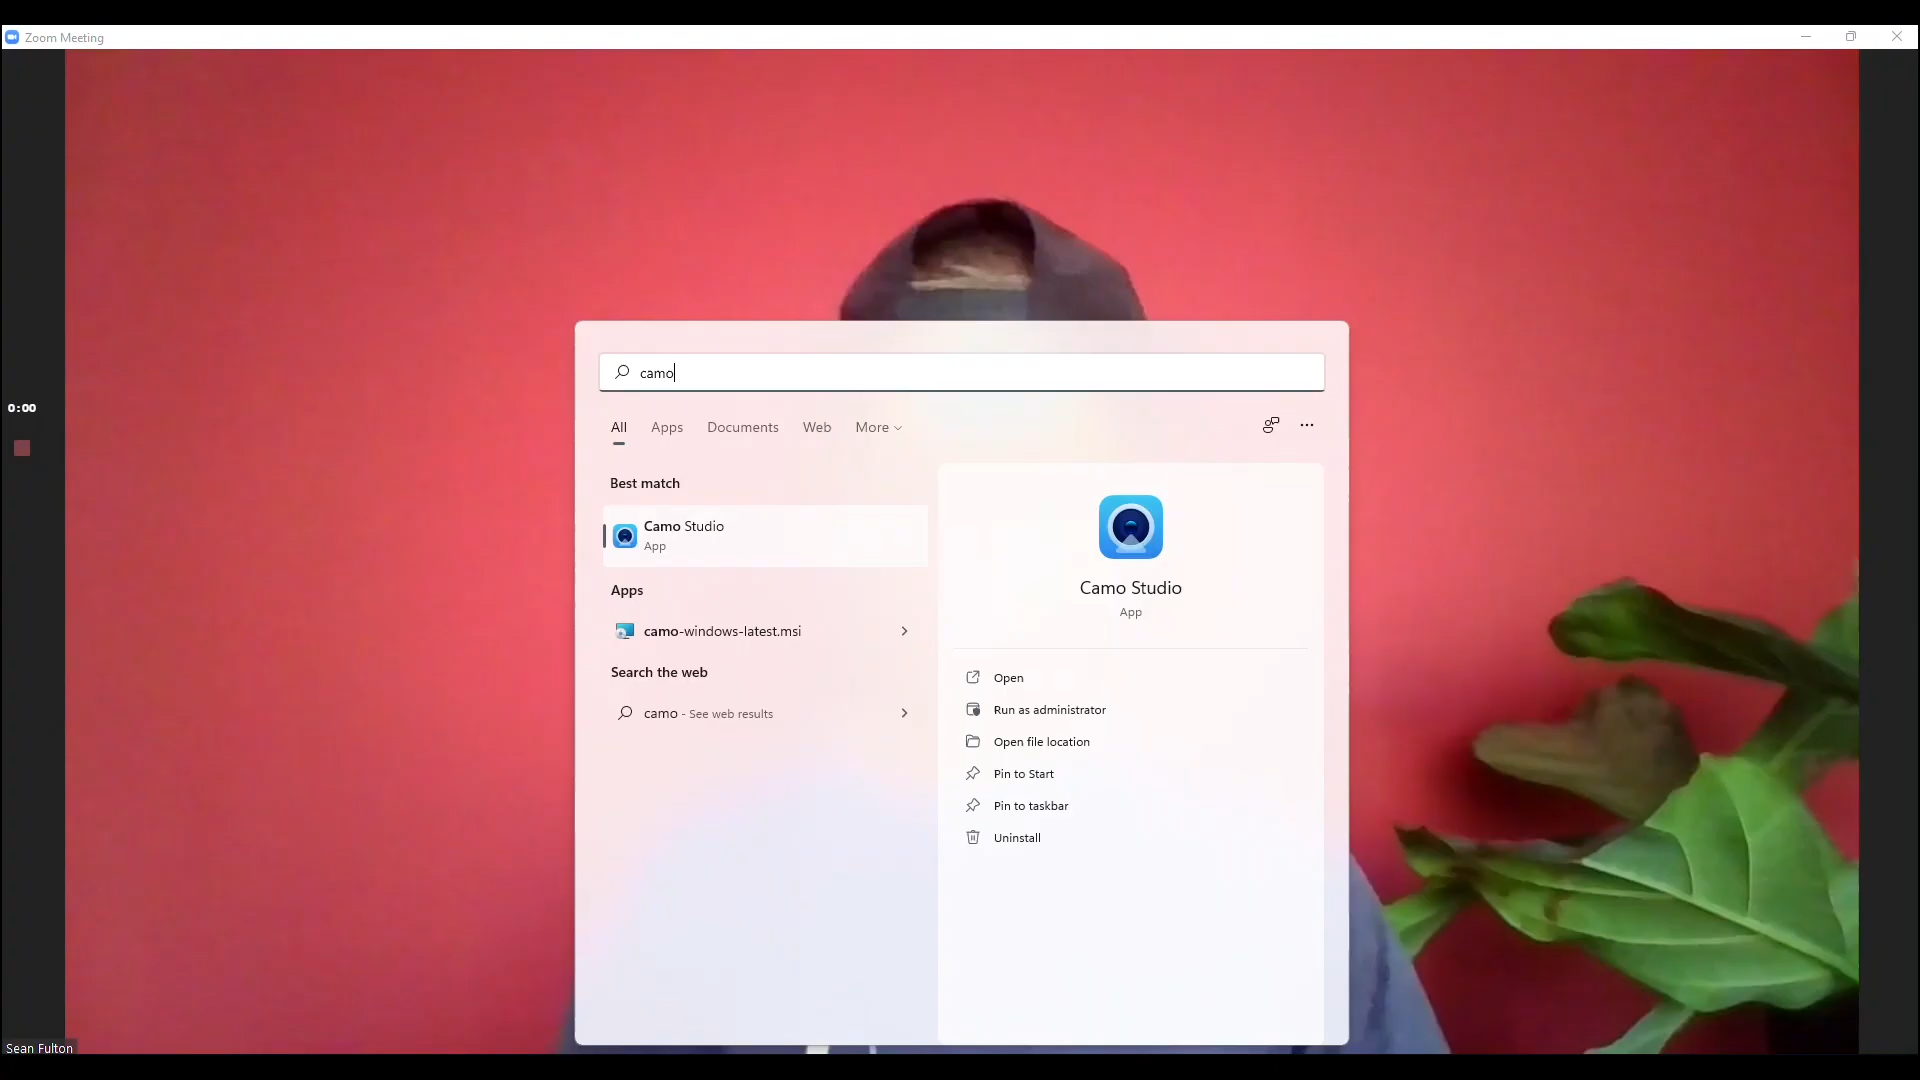 Zoom Meeting
camo
All Apps Documents Web More
0:00
Best match
Camo Studio
App
Apps
camo-windows-latest.msi
Search the web
camo - See web results
Camo Studio
App
Open
Run as administrator
Open file location
Pin to Start
Pin to taskbar
Uninstall
Sean Fulton